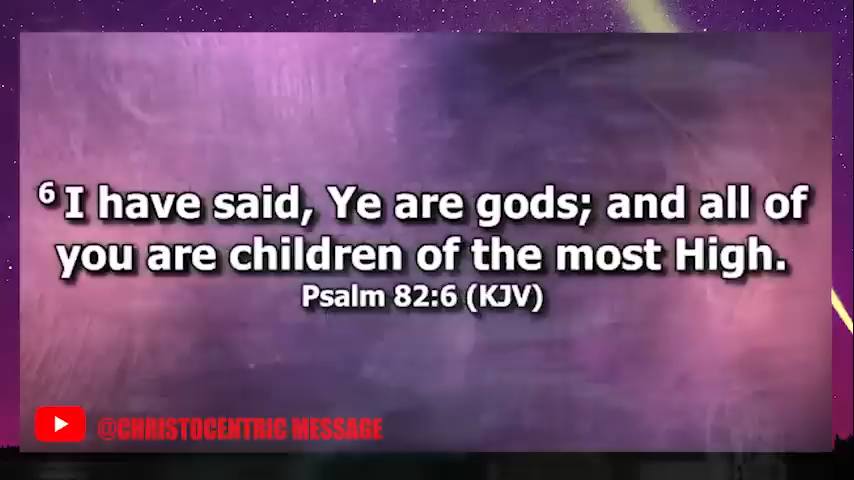 6 I have said, Ye are gods; and all of
you are children of the most High.
Psalm 82:6 (KJV)
@CHRISTOCENTRIC MESSAGE